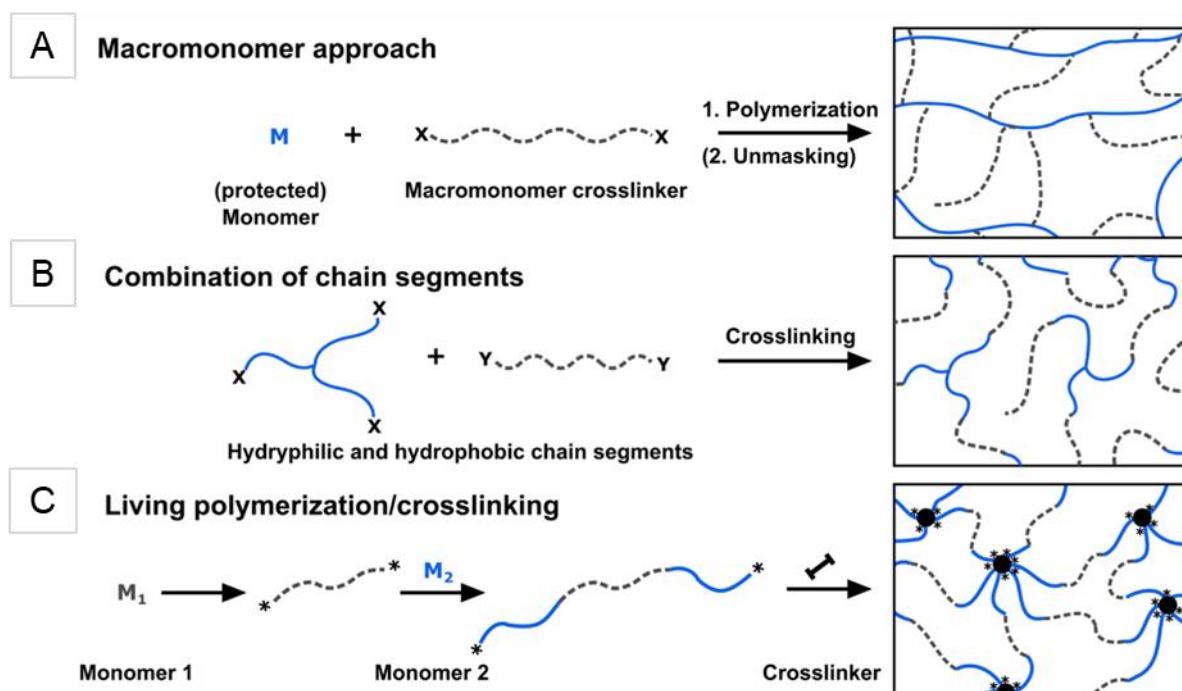 A Macromonomer approach
M + X X
1. Polymerization
(2. Unmasking)
(protected)
Monomer
Macromonomer crosslinker
B Combination of chain segments
X
X
X
+ Y Y
Crosslinking
Hydryphilic and hydrophobic chain segments
C Living polymerization/crosslinking
M₁ * * M₂ * *
Monomer 1 Monomer 2 Crosslinker